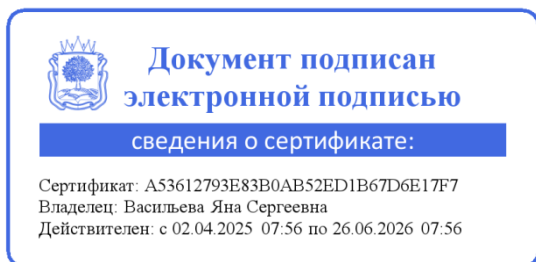 Документ подписан
электронной подписью
сведения о сертификате:
Сертификат: A53612793E83B0AB52ED1B67D6E17F7
Владелец: Васильева Яна Сергеевна
Действителен: с 02.04.2025 07:56 по 26.06.2026 07:56